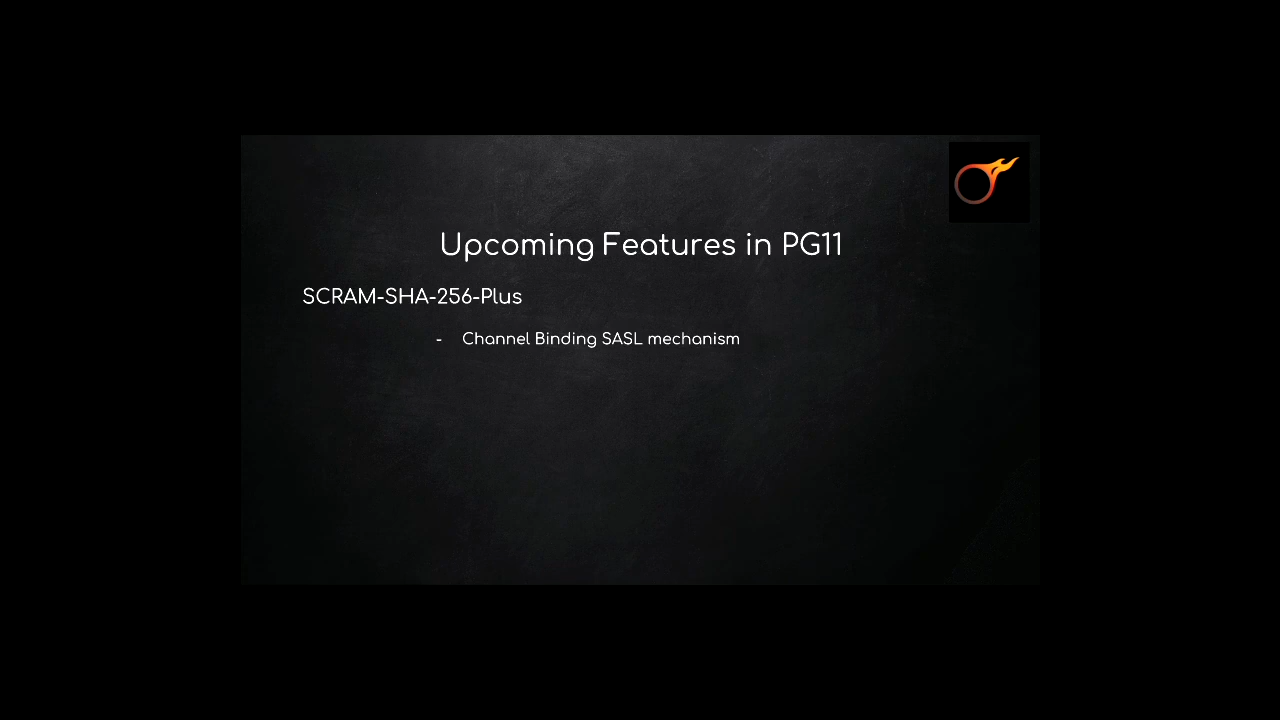 Upcoming Features in PG11
SCRAM-SHA-256-Plus
- Channel Binding SASL mechanism